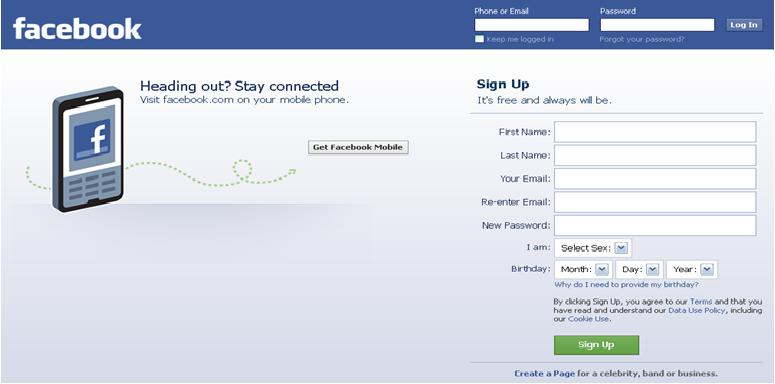 facebook
Phone or Email Password
Log In
Keep me logged in Forgot your password?
Heading out? Stay connected
Visit facebook.com on your mobile phone.
f
Get Facebook Mobile
Sign Up
It's free and always will be.
First Name:
Last Name:
Your Email:
Re-enter Email:
New Password:
I am: Select Sex:
Birthday: Month: Day: Year:
Why do I need to provide my birthday?
By clicking Sign Up, you agree to our Terms and that you
have read and understand our Data Use Policy, including
our Cookie Use.
Sign Up
Create a Page for a celebrity, band or business.